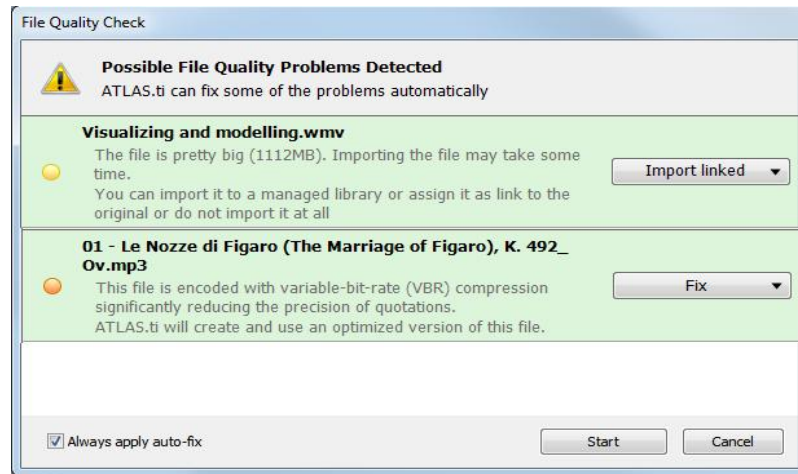 File Quality Check
Possible File Quality Problems Detected
ATLAS.ti can fix some of the problems automatically
Visualizing and modelling.wmv
The file is pretty big (1112MB). Importing the file may take some
time.
You can import it to a managed library or assign it as link to the
original or do not import it at all
Import linked
01 - Le Nozze di Figaro (The Marriage of Figaro), K. 492_
Ov.mp3
This file is encoded with variable-bit-rate (VBR) compression
significantly reducing the precision of quotations.
ATLAS.ti will create and use an optimized version of this file.
Fix
Always apply auto-fix
Start
Cancel